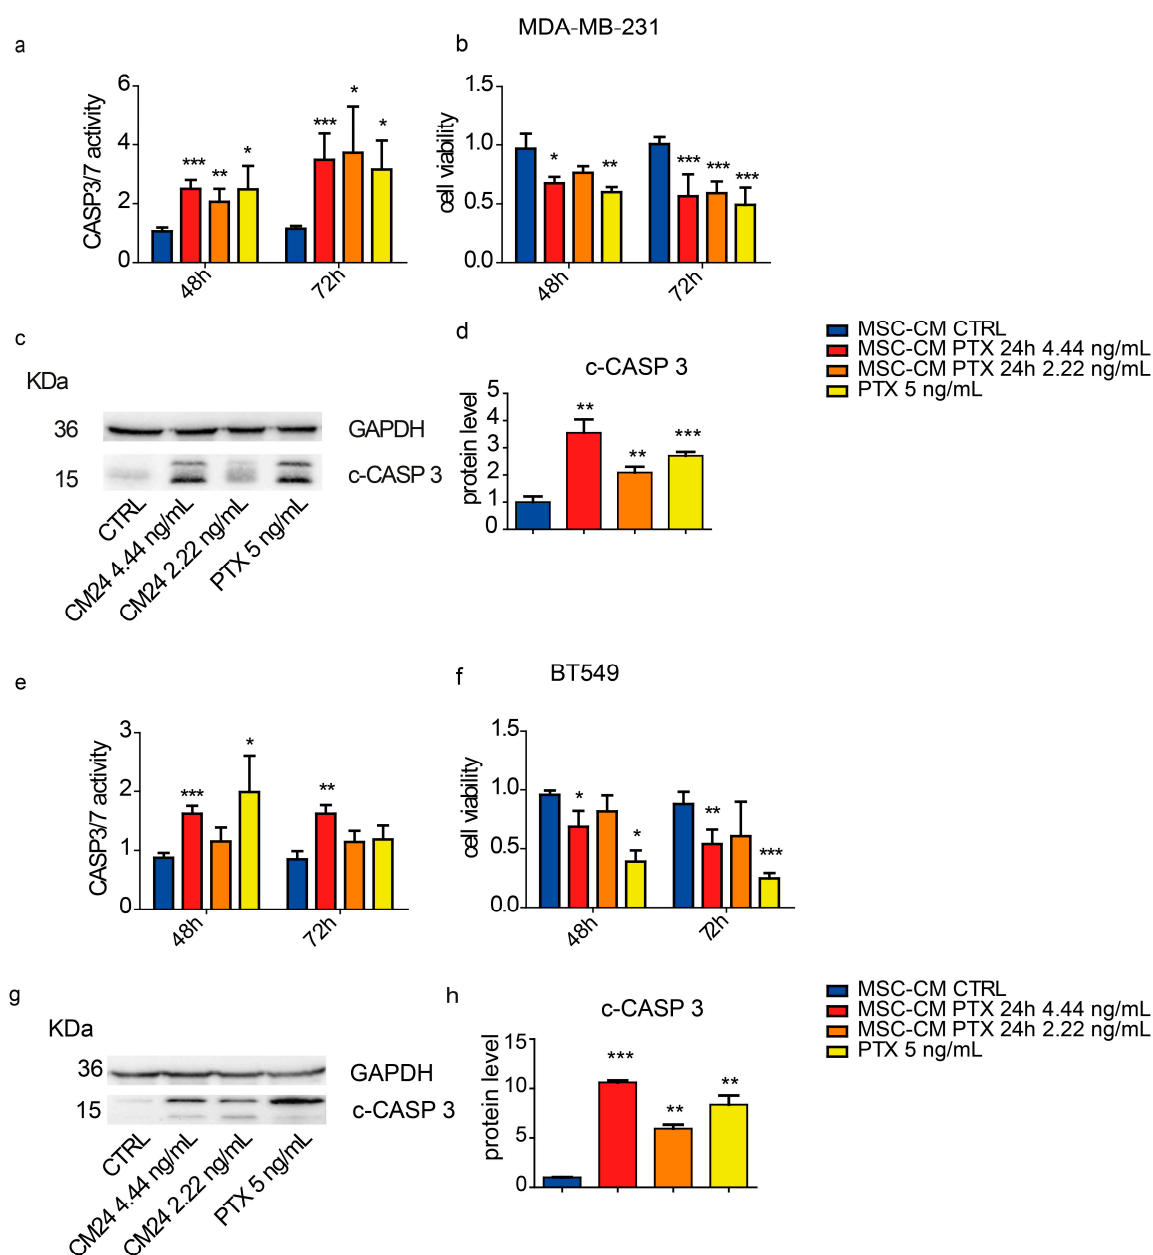 MDA-MB-231
a
b
6
4
2
0
CASP3/7 activity
***
**
*
***
*
*
48h
72h
1.5
1.0
0.5
0.0
cell viability
*
**
***
***
***
48h
72h
c
KDa
36
GAPDH
15
c-CASP 3
CTRL
CM24 4.44 ng/mL
CM24 2.22 ng/mL
PTX 5 ng/mL
d
c-CASP 3
5
4
3
2
1
0
protein level
**
**
***
MSC-CM CTRL
MSC-CM PTX 24h 4.44 ng/mL
MSC-CM PTX 24h 2.22 ng/mL
PTX 5 ng/mL
BT549
e
f
3
2
1
0
CASP3/7 activity
***
*
**
48h
72h
1.5
1.0
0.5
0.0
cell viability
*
*
**
***
48h
72h
g
KDa
36
GAPDH
15
c-CASP 3
CTRL
CM24 4.44 ng/mL
CM24 2.22 ng/mL
PTX 5 ng/mL
h
c-CASP 3
15
10
5
0
protein level
***
**
**
MSC-CM CTRL
MSC-CM PTX 24h 4.44 ng/mL
MSC-CM PTX 24h 2.22 ng/mL
PTX 5 ng/mL